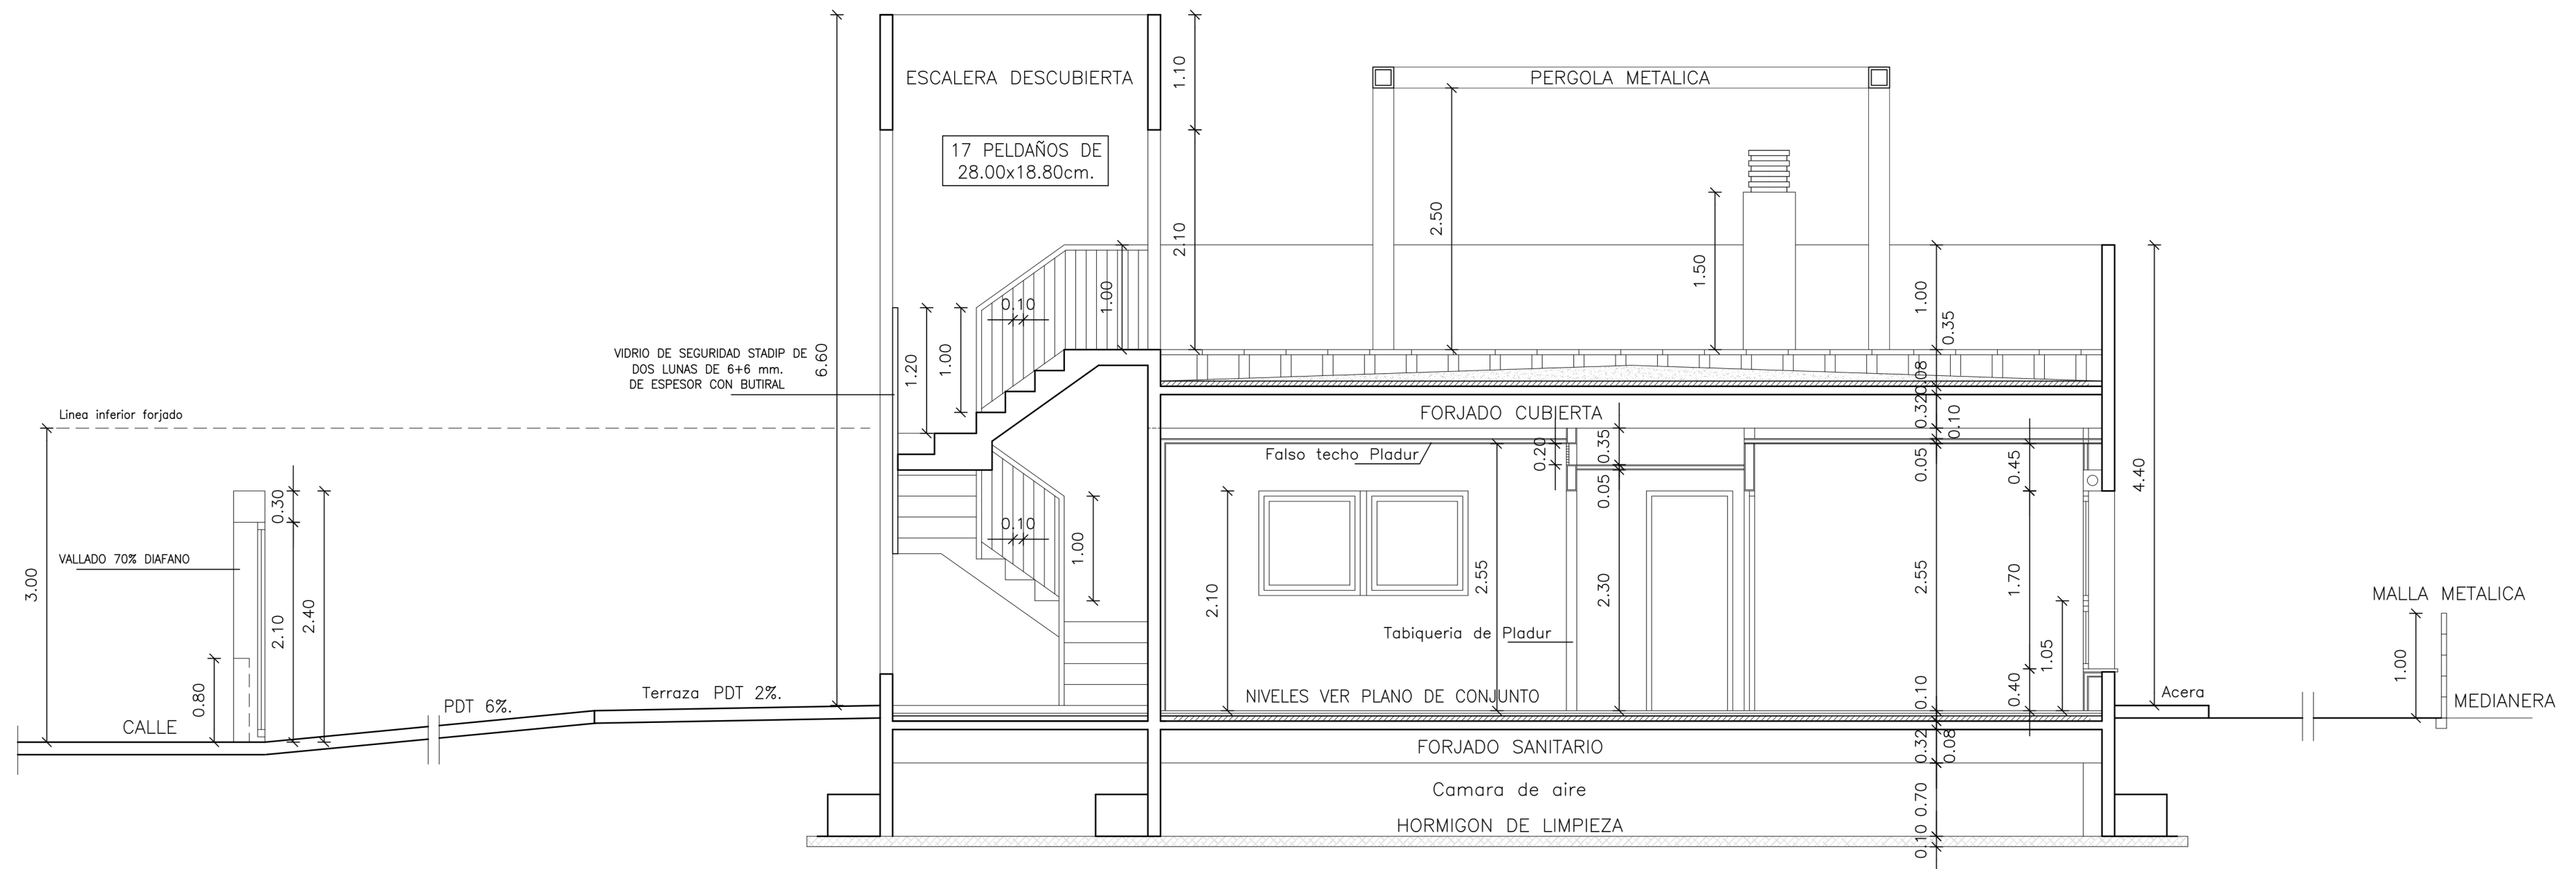 ESCALERA DESCUBIERTA
1.10
PERGOLA METALICA
17 PELDAÑOS DE
28.00x18.80cm.
2.10
2.50
1.50
1.00
0.10
1.00
0.35
VIDRIO DE SEGURIDAD STADIP DE
DOS LUNAS DE 6+6 mm.
DE ESPESOR CON BUTIRAL
6.60
1.20
1.00
0.08
0.32
0.10
Linea inferior forjado
FORJADO CUBIERTA
Falso techo Pladur
0.20
0.35
0.05
0.05
0.45
4.40
0.30
2.10
2.40
0.10
1.00
VALLADO 70% DIAFANO
3.00
0.80
2.10
2.55
2.30
2.55
1.70
1.05
MALLA METALICA
1.00
Tabiqueria de Pladur
CALLE
PDT 6%.
Terraza PDT 2%.
NIVELES VER PLANO DE CONJUNTO
0.10
0.40
Acera
MEDIANERA
FORJADO SANITARIO
0.32
0.08
Camara de aire
0.70
HORMIGON DE LIMPIEZA
0.10